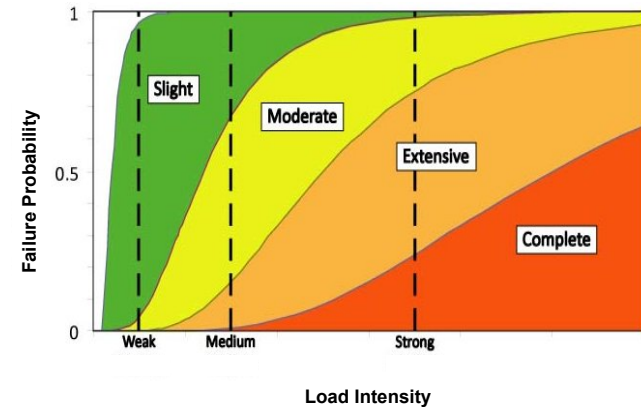 1
Slight
Moderate
0.5
Extensive
Complete
0
Failure Probability
Weak
Medium
Strong
Load Intensity